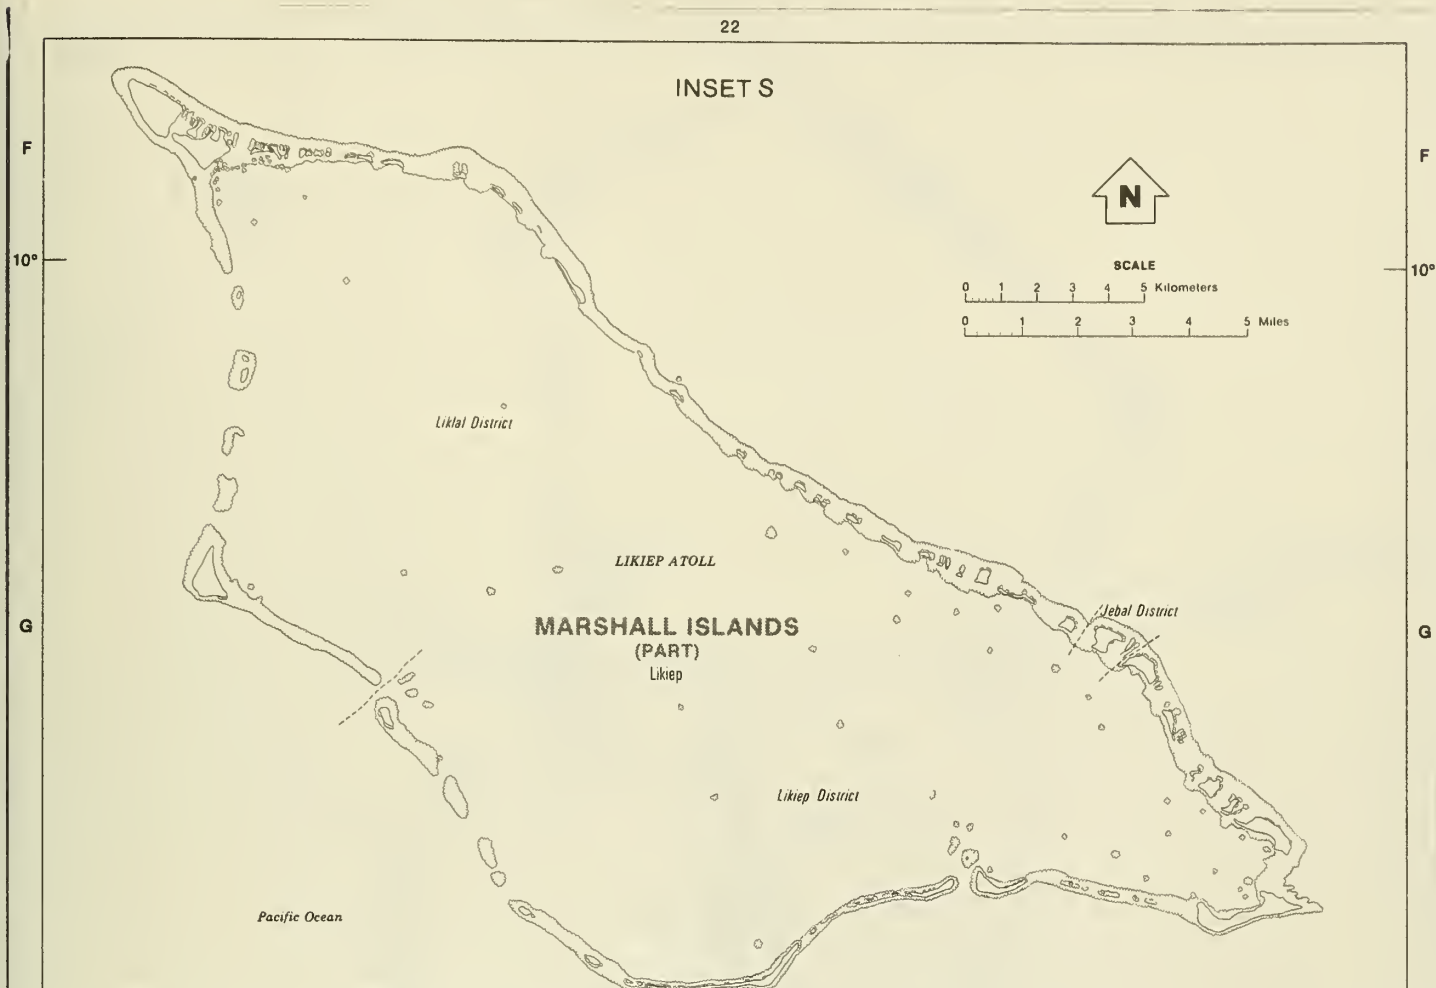 22
INSET S
F
F
N
10°
10°
SCALE
0 1 2 3 4 5 Kilometers
0 1 2 3 4 5 Miles
Liklal District
LIKIEP ATOLL
Jebal District
G
G
MARSHALL ISLANDS
(PART)
Likiep
Likiep District
Pacific Ocean